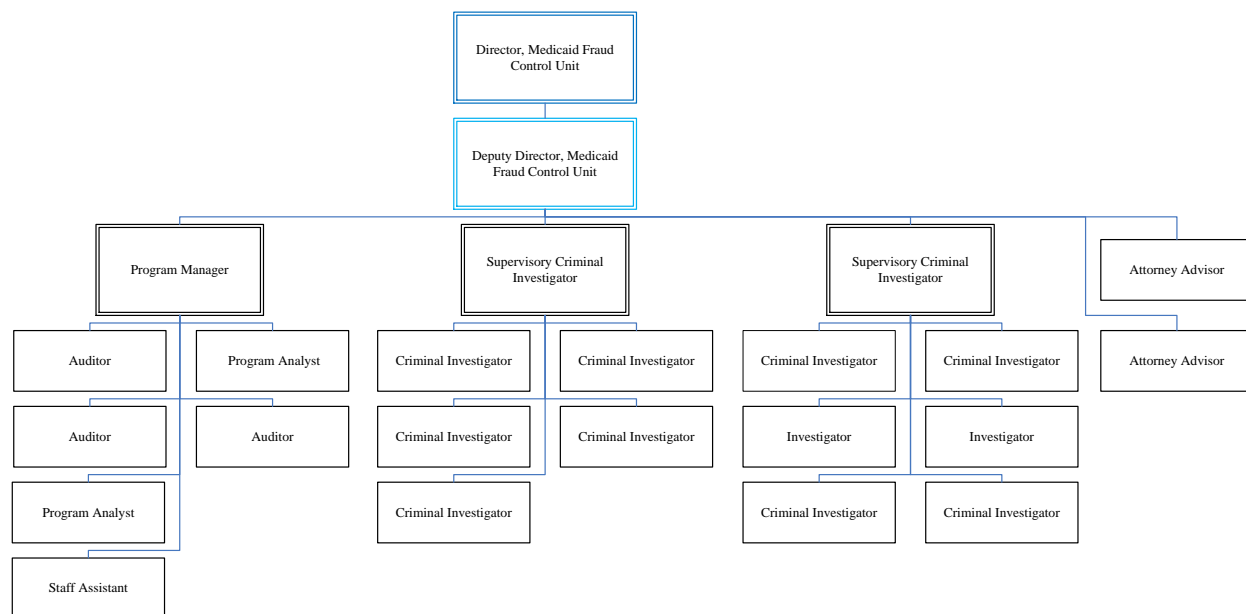 Director, Medicaid Fraud
Control Unit
Deputy Director, Medicaid
Fraud Control Unit
Program Manager
Supervisory Criminal
Investigator
Supervisory Criminal
Investigator
Attorney Advisor
Auditor
Program Analyst
Criminal Investigator
Criminal Investigator
Criminal Investigator
Criminal Investigator
Attorney Advisor
Auditor
Auditor
Criminal Investigator
Criminal Investigator
Investigator
Investigator
Program Analyst
Criminal Investigator
Criminal Investigator
Criminal Investigator
Staff Assistant